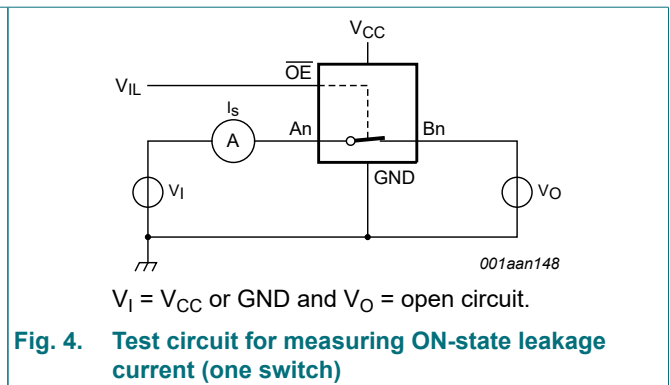 VCC
OE
VIL
Is
A
An
Bn
GND
VI
VO
001aan148
VI = VCC or GND and VO = open circuit.
Fig. 4. Test circuit for measuring ON-state leakage
current (one switch)